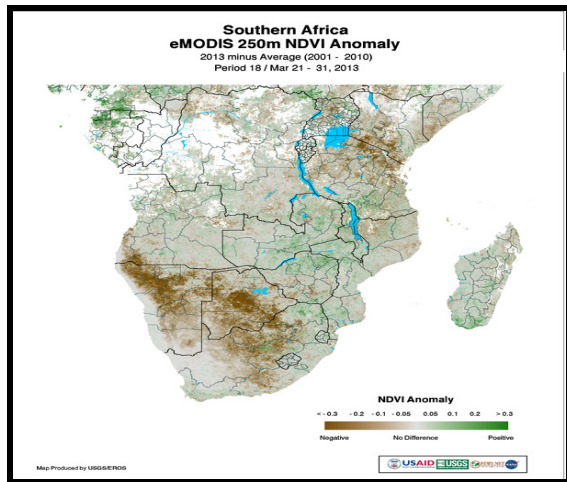 Southern Africa
eMODIS 250m NDVI Anomaly
2013 minus Average (2001 - 2010)
Period 18 / Mar 21 - 31, 2013
NDVI Anomaly
< - 0.3 - 0.2 - 0.1 - 0.05 0.05 0.1 0.2 > 0.3
Negative No Difference Positive
Map Produced by USGS/EROS
USAID USGS